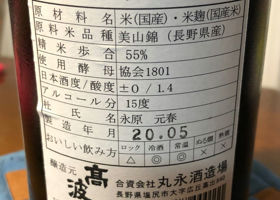 原材料名 米(国産)・米麹(国産米)
原料米品種 美山錦(長野県産)
精米歩合 55%
使用酵母 協会1801
日本酒度/酸度 ±0/1.4
アルコール分 15度
杜氏名 永原 元春
製造年月 20.05
おいしい飲み方 ロック △ 冷酒 ◎ 常温 ◎ ぬる燗 × 熱燗 ×
醸造元 高波
合資会社 丸永酒造場
長野県塩尻市大字広丘高出